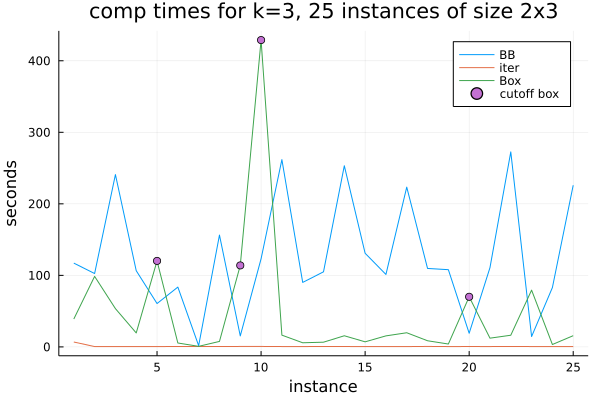 comp times for k=3, 25 instances of size 2x3
BB
iter
Box
cutoff box
seconds
400
300
200
100
0
5
10
15
20
25
instance